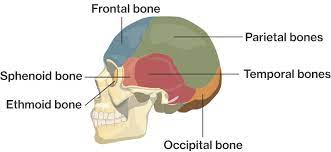 Frontal bone
Parietal bones
Sphenoid bone
Temporal bones
Ethmoid bone
Occipital bone